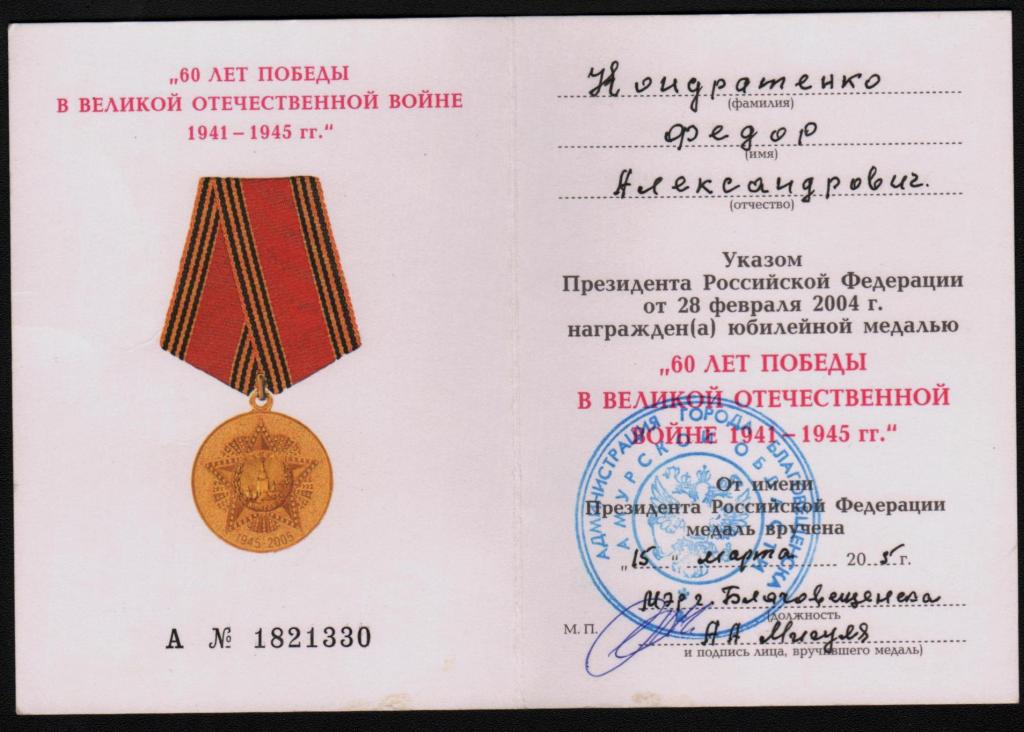 „60 ЛЕТ ПОБЕДЫ
В ВЕЛИКОЙ ОТЕЧЕСТВЕННОЙ ВОЙНЕ
1941 – 1945 гг.“
1945-2005
А № 1821330
Кондратенко
(фамилия)
Федор
(имя)
Александрович.
(отчество)
Указом
Президента Российской Федерации
от 28 февраля 2004 г.
награжден(а) юбилейной медалью
„60 ЛЕТ ПОБЕДЫ
В ВЕЛИКОЙ ОТЕЧЕСТВЕННОЙ
ВОЙНЕ 1941 – 1945 гг.“
АДМИНИСТРАЦИЯ ГОРОДА БЛАГОВЕЩЕНСКА
АМУРСКОЙ ОБЛАСТИ
От имени
Президента Российской Федерации
медаль вручена
„15“ марта 2005 г.
мэр г. Благовещенска
(должность
М. П. АА Мигуля
и подпись лица, вручившего медаль)